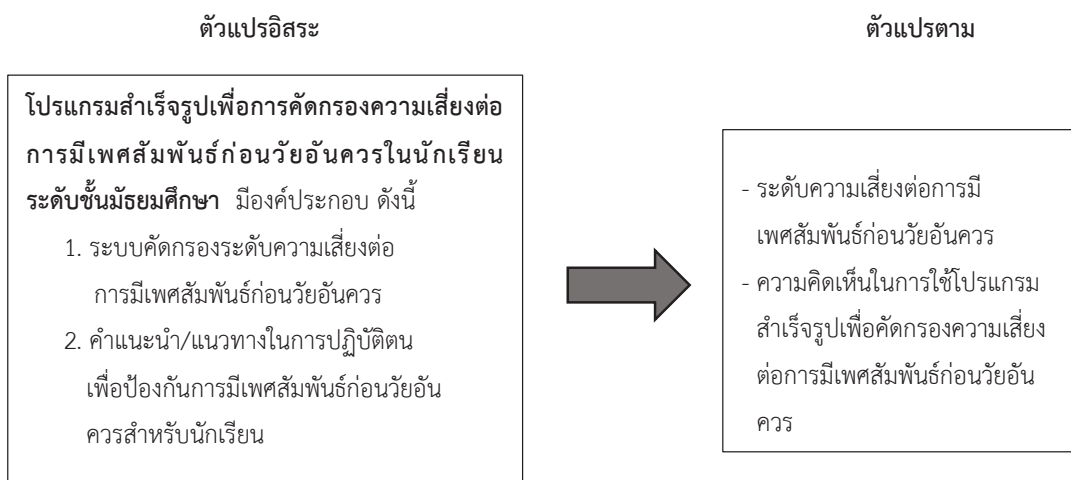 ตัวแปรอิสระ
ตัวแปรตาม
โปรแกรมสำเร็จรูปเพื่อการคัดกรองความเสี่ยงต่อ
การมีเพศสัมพันธ์ก่อนวัยอันควรในนักเรียน
ระดับชั้นมัธยมศึกษา มีองค์ประกอบ ดังนี้
1. ระบบคัดกรองระดับความเสี่ยงต่อ
การมีเพศสัมพันธ์ก่อนวัยอันควร
2. คำแนะนำ/แนวทางในการปฏิบัติตน
เพื่อป้องกันการมีเพศสัมพันธ์ก่อนวัยอัน
ควรสำหรับนักเรียน
- ระดับความเสี่ยงต่อการมี
เพศสัมพันธ์ก่อนวัยอันควร
- ความคิดเห็นในการใช้โปรแกรม
สำเร็จรูปเพื่อคัดกรองความเสี่ยง
ต่อการมีเพศสัมพันธ์ก่อนวัยอัน
ควร